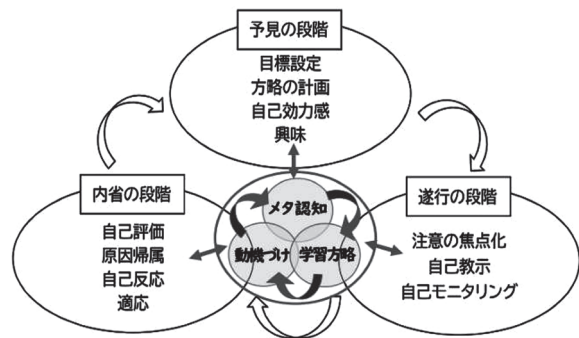 予見の段階
目標設定
方略の計画
自己効力感
興味
内省の段階
自己評価
原因帰属
自己反応
適応
メタ認知
動機づけ
学習方略
遂行の段階
注意の焦点化
自己教示
自己モニタリング